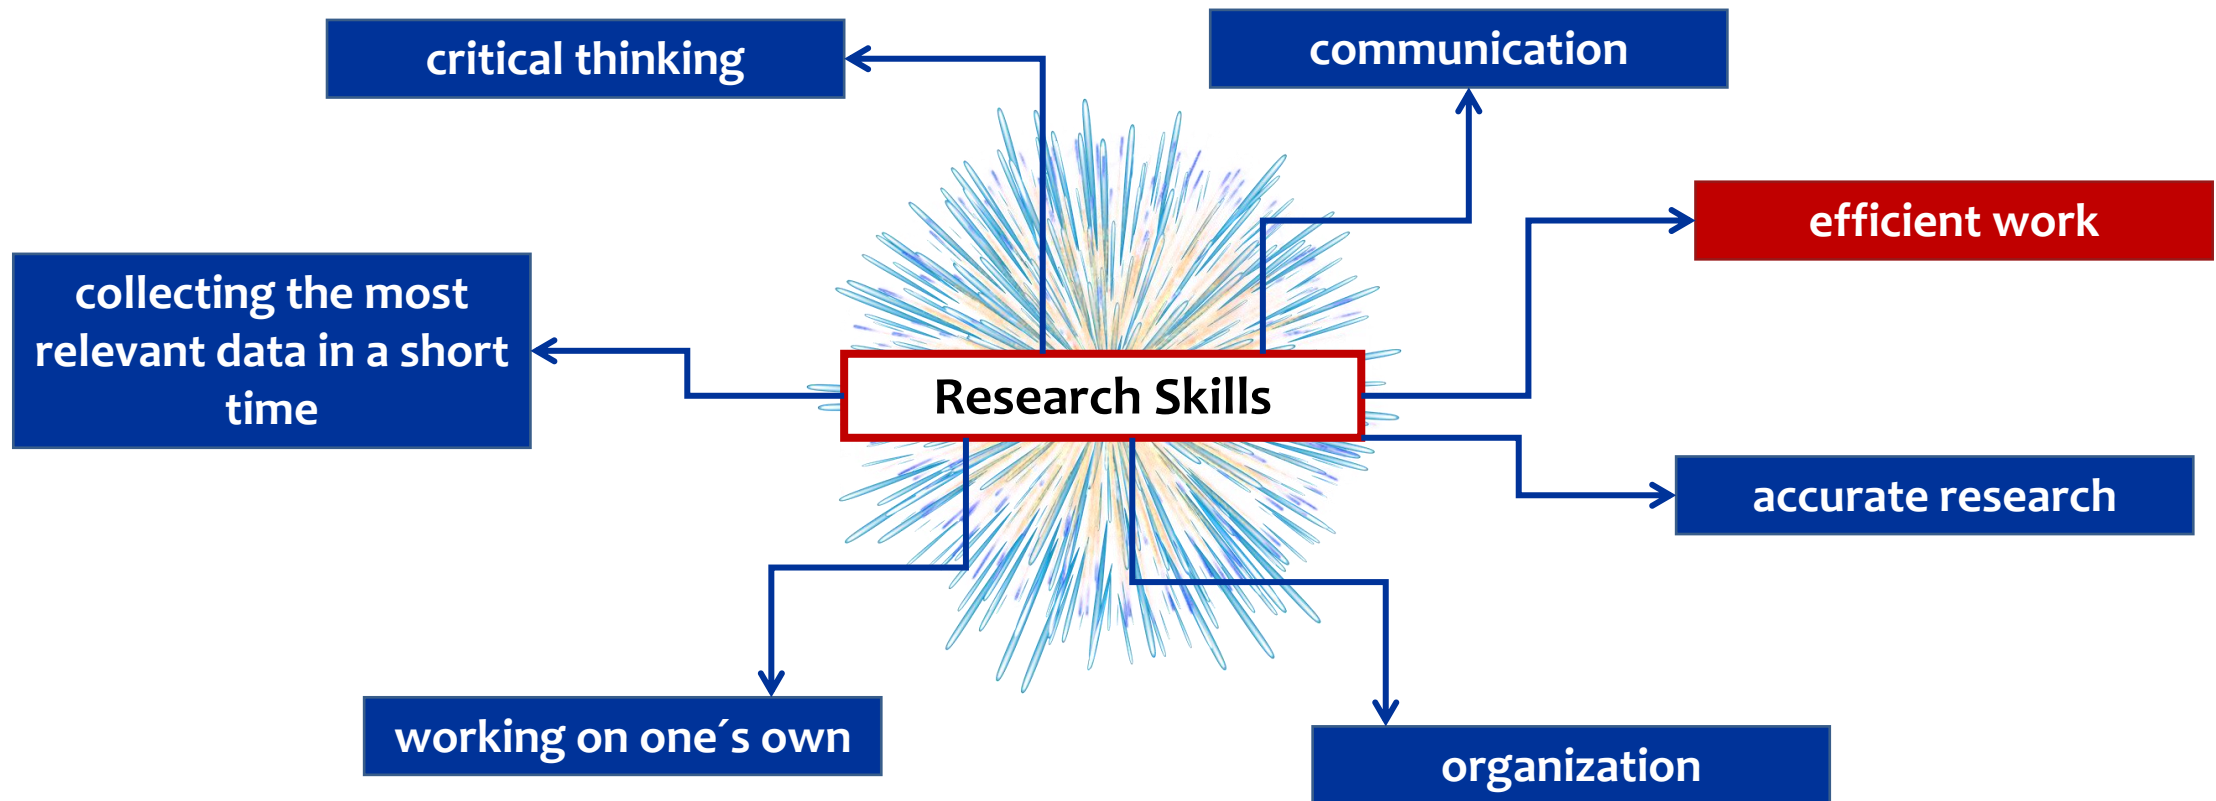 critical thinking
communication
efficient work
collecting the most
relevant data in a short
time
Research Skills
accurate research
working on one´s own
organization